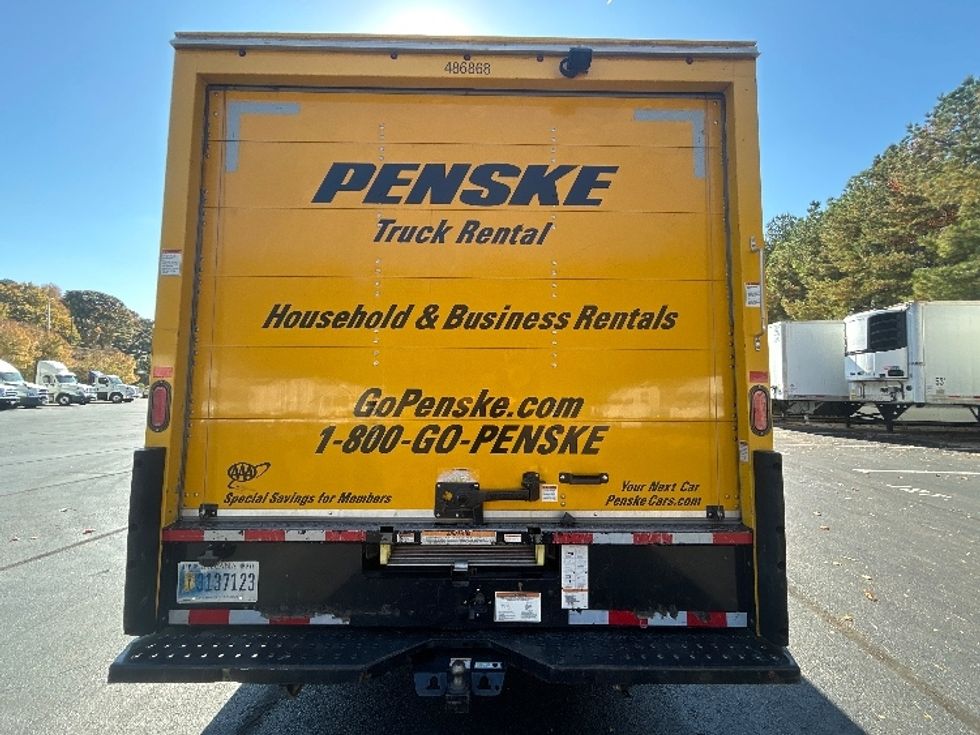 486868
PENSKE
Truck Rental
Household & Business Rentals
GoPenske.com
1-800-GO-PENSKE
AAA
Special Savings for Members
Your Next Car
PenskeCars.com
3137123
53'